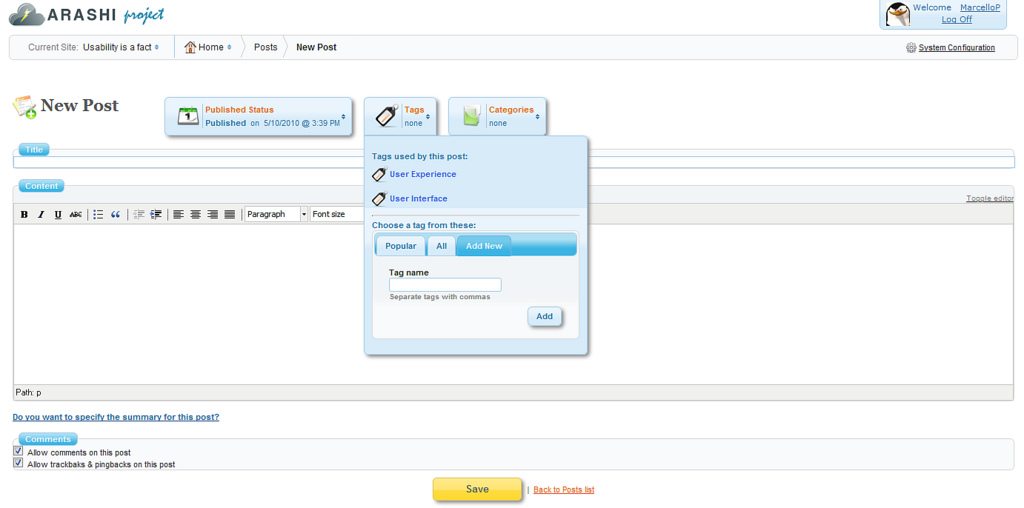 ARASHI project
Welcome MarcelloP
Log Off
Current Site: Usability is a fact Home Posts New Post System Configuration
New Post
Published Status
Published on 5/10/2010 @ 3:39 PM
Tags
none
Categories
none
Title
Tags used by this post:
User Experience
User Interface
Content
Toggle editor
B I U ABC Paragraph Font size
Choose a tag from these:
Popular All Add New
Tag name
Separate tags with commas
Add
Path: p
Do you want to specify the summary for this post?
Comments
Allow comments on this post
Allow trackbaks & pingbacks on this post
Save | Back to Posts list